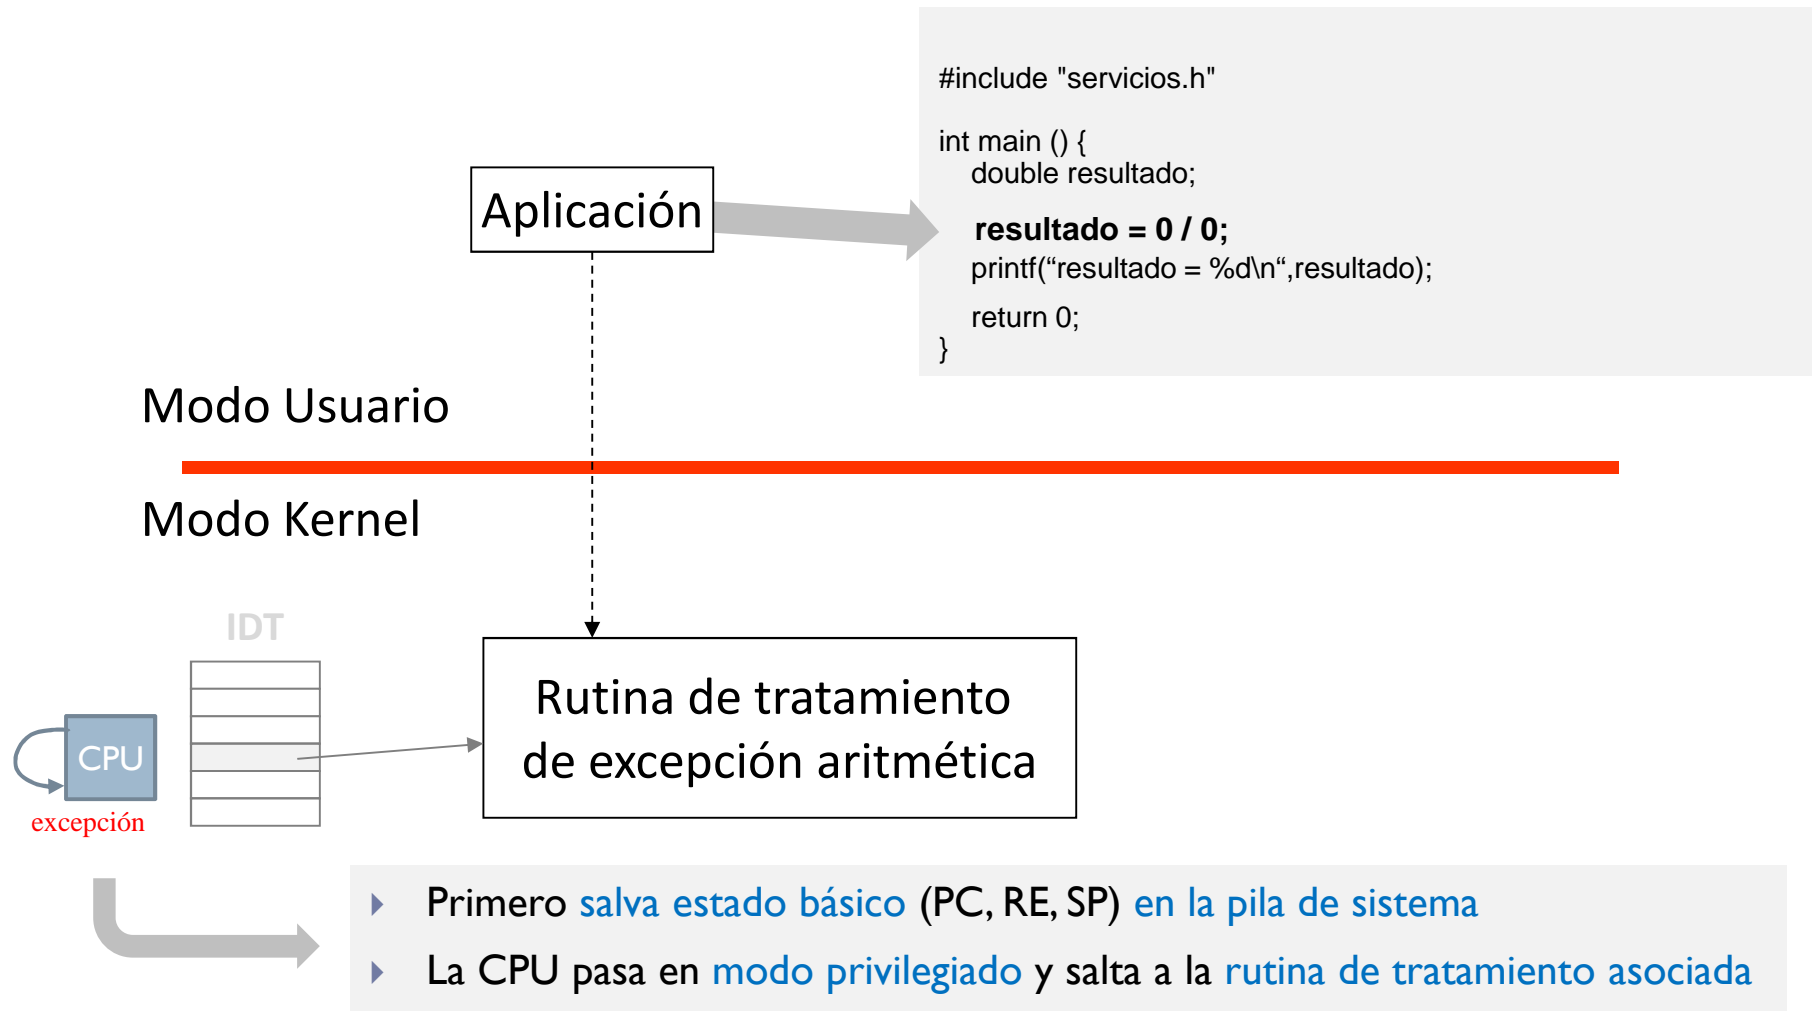 #include "servicios.h"
int main () {
double resultado;
resultado = 0 / 0;
printf(“resultado = %d\n“,resultado);
return 0;
}
Aplicación
Modo Usuario
Modo Kernel
IDT
CPU
excepción
Rutina de tratamiento
de excepción aritmética
Primero salva estado básico (PC, RE, SP) en la pila de sistema
La CPU pasa en modo privilegiado y salta a la rutina de tratamiento asociada